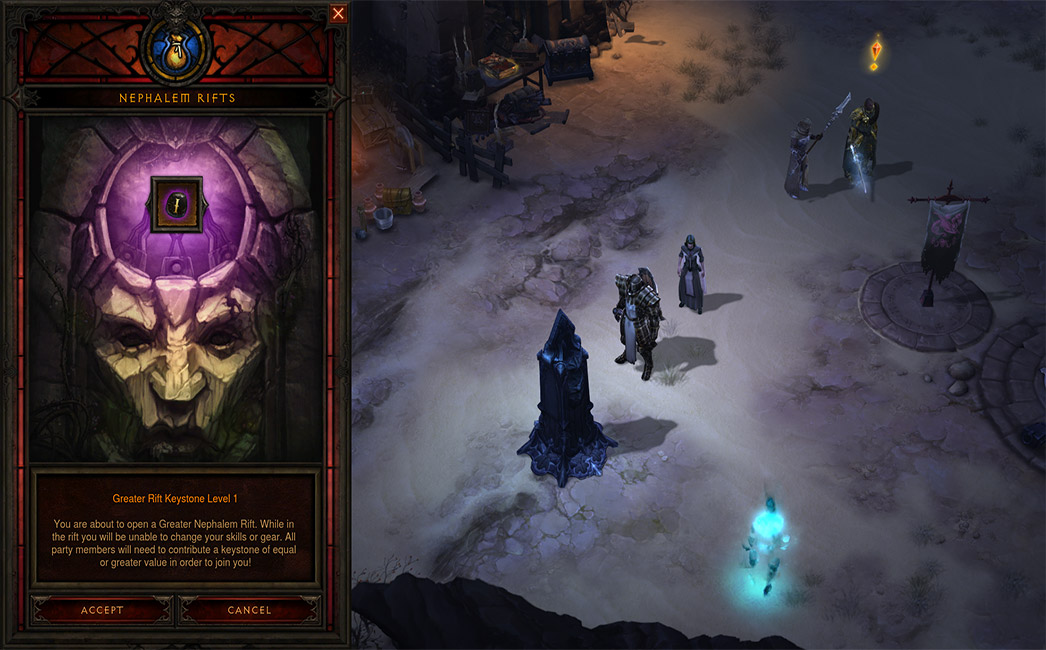 NEPHALEM RIFTS
Greater Rift Keystone Level 1
You are about to open a Greater Nephalem Rift. While in
the rift you will be unable to change your skills or gear. All
party members will need to contribute a keystone of equal
or greater value in order to join you!
ACCEPT
CANCEL